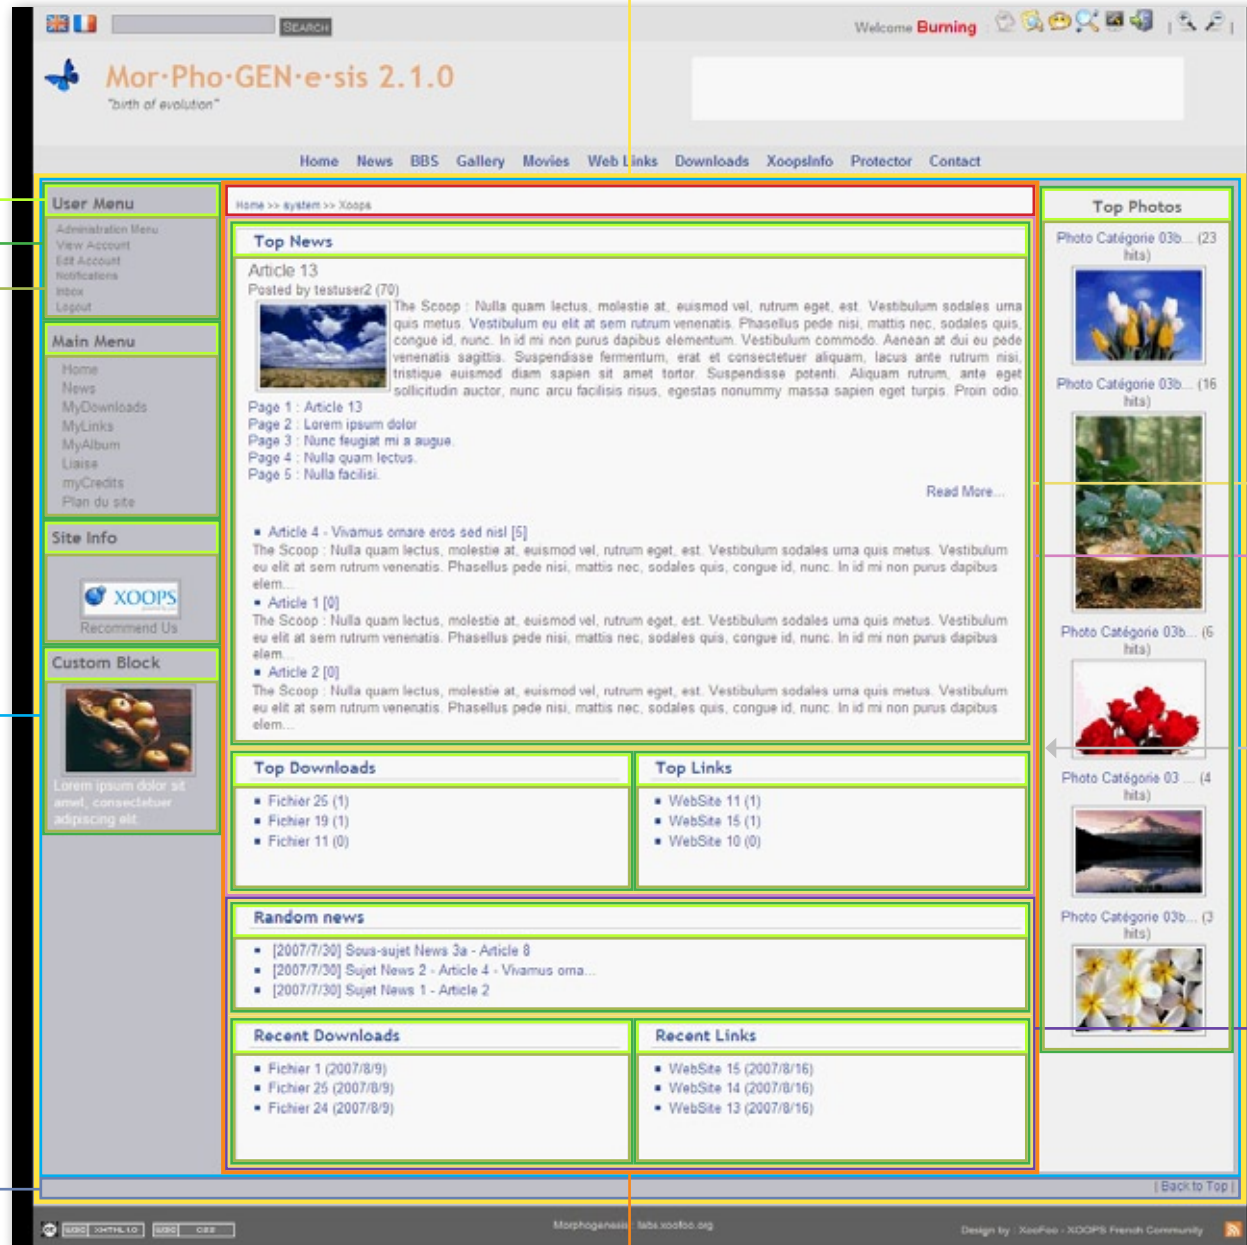 SEARCH
Welcome Burning
Mor·Pho·GEN·e·sis 2.1.0
"birth of evolution"
Home News BBS Gallery Movies Web Links Downloads XoopsInfo Protector Contact
User Menu
Administration Menu
View Account
Edit Account
Notifications
Inbox
Logout
Main Menu
Home
News
MyDownloads
MyLinks
MyAlbum
Liaise
myCredits
Plan du site
Site Info
XOOPS
Recommend Us
Custom Block
Lorem ipsum dolor sit
amet, consectetuer
adipiscing elit
Home >> system >> Xoops
Top News
Article 13
Posted by testuser2 (70)
The Scoop : Nulla quam lectus, molestie at, euismod vel, rutrum eget, est. Vestibulum sodales urna
quis metus. Vestibulum eu elit at sem rutrum venenatis. Phasellus pede nisi, mattis nec, sodales quis,
congue id, nunc. In id mi non purus dapibus elementum. Vestibulum commodo. Aenean at dui eu pede
venenatis sagittis. Suspendisse fermentum, erat et consectetuer aliquam, lacus ante rutrum nisi,
tristique euismod diam sapien sit amet tortor. Suspendisse potenti. Aliquam rutrum, ante eget
sollicitudin auctor, nunc arcu facilisis risus, egestas nonummy massa sapien eget turpis. Proin odio.
Page 1 : Article 13
Page 2 : Lorem ipsum dolor
Page 3 : Nunc feugiat mi a augue.
Page 4 : Nulla quam lectus.
Page 5 : Nulla facilisi.
Read More...
Article 4 - Vivamus ornare eros sed nisl [5]
The Scoop : Nulla quam lectus, molestie at, euismod vel, rutrum eget, est. Vestibulum sodales urna quis metus. Vestibulum
eu elit at sem rutrum venenatis. Phasellus pede nisi, mattis nec, sodales quis, congue id, nunc. In id mi non purus dapibus
elem...
Article 1 [0]
The Scoop : Nulla quam lectus, molestie at, euismod vel, rutrum eget, est. Vestibulum sodales urna quis metus. Vestibulum
eu elit at sem rutrum venenatis. Phasellus pede nisi, mattis nec, sodales quis, congue id, nunc. In id mi non purus dapibus
elem...
Article 2 [0]
The Scoop : Nulla quam lectus, molestie at, euismod vel, rutrum eget, est. Vestibulum sodales urna quis metus. Vestibulum
eu elit at sem rutrum venenatis. Phasellus pede nisi, mattis nec, sodales quis, congue id, nunc. In id mi non purus dapibus
elem...
Top Downloads
Fichier 25 (1)
Fichier 19 (1)
Fichier 11 (0)
Top Links
WebSite 11 (1)
WebSite 15 (1)
WebSite 10 (0)
Random news
[2007/7/30] Sous-sujet News 3a - Article 8
[2007/7/30] Sujet News 2 - Article 4 - Vivamus orna...
[2007/7/30] Sujet News 1 - Article 2
Recent Downloads
Fichier 1 (2007/8/9)
Fichier 25 (2007/8/9)
Fichier 24 (2007/8/9)
Recent Links
WebSite 15 (2007/8/16)
WebSite 14 (2007/8/16)
WebSite 13 (2007/8/16)
Top Photos
Photo Catégorie 03b... (23
hits)
Photo Catégorie 03b... (16
hits)
Photo Catégorie 03b... (6
hits)
Photo Catégorie 03 ... (4
hits)
Photo Catégorie 03b... (3
hits)
| Back to Top |
W3C XHTML 1.0 W3C CSS
Morphogenesis : labs.xoofoo.org
Design by : XooFoo - XOOPS French Community